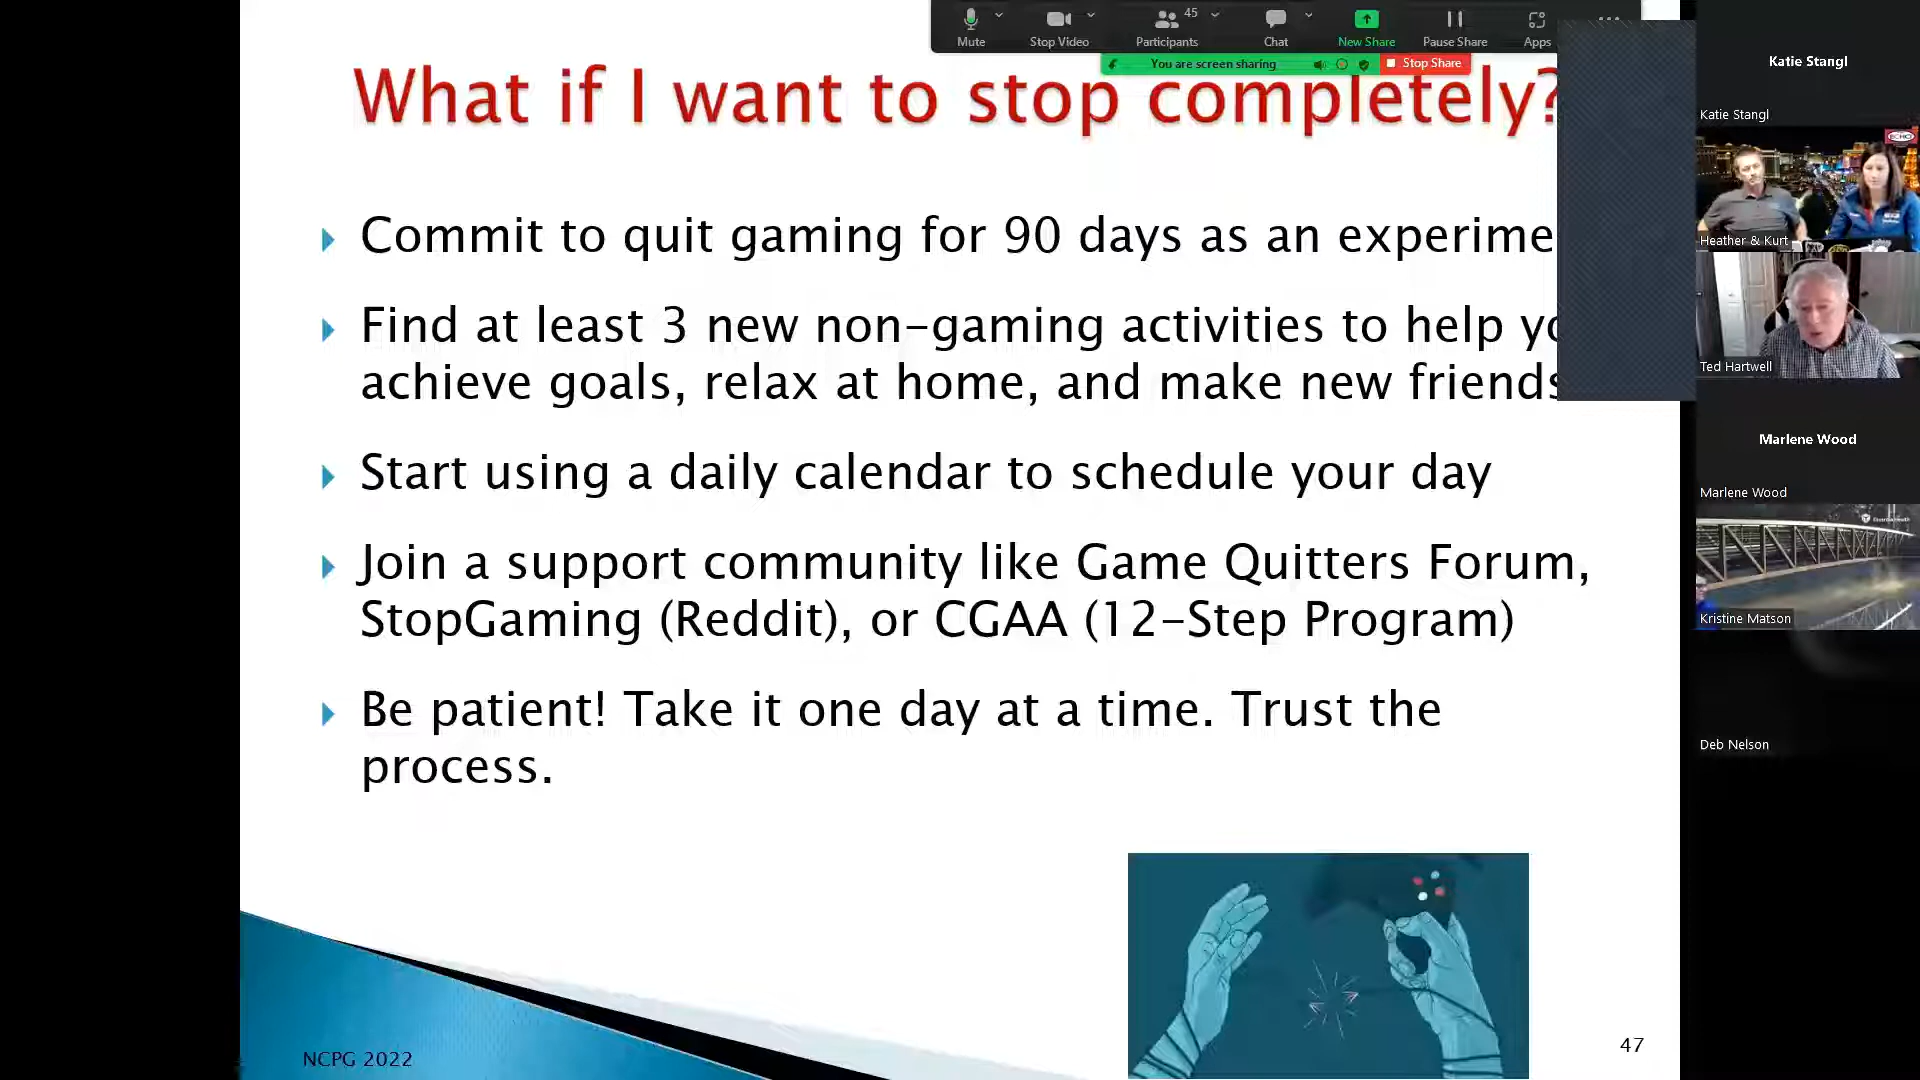 45
Mute
Stop Video
Participants
Chat
New Share
Pause Share
Apps
You are screen sharing
Stop Share
What if I want to stop completely?
Commit to quit gaming for 90 days as an experime
Find at least 3 new non-gaming activities to help yo
achieve goals, relax at home, and make new friends
Start using a daily calendar to schedule your day
Join a support community like Game Quitters Forum,
StopGaming (Reddit), or CGAA (12-Step Program)
Be patient! Take it one day at a time. Trust the
process.
NCPG 2022
47
Katie Stangl
Katie Stangl
ECHO
Heather & Kurt
Ted Hartwell
Marlene Wood
Marlene Wood
Kristine Matson
Deb Nelson